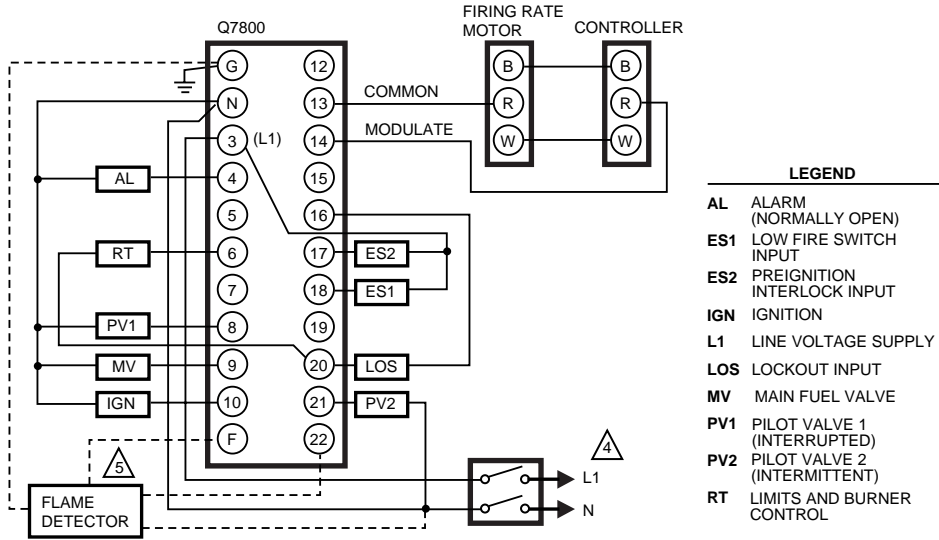 Q7800
FIRING RATE
MOTOR
CONTROLLER
G
12
N
13
COMMON
3
(L1)
14
MODULATE
B
B
R
R
W
W
AL
4
15
5
16
RT
6
17
ES2
7
18
ES1
PV1
8
19
MV
9
20
LOS
IGN
10
21
PV2
F
22
5
4
FLAME
DETECTOR
L1
N
LEGEND
AL ALARM
(NORMALLY OPEN)
ES1 LOW FIRE SWITCH
INPUT
ES2 PREIGNITION
INTERLOCK INPUT
IGN IGNITION
L1 LINE VOLTAGE SUPPLY
LOS LOCKOUT INPUT
MV MAIN FUEL VALVE
PV1 PILOT VALVE 1
(INTERRUPTED)
PV2 PILOT VALVE 2
(INTERMITTENT)
RT LIMITS AND BURNER
CONTROL